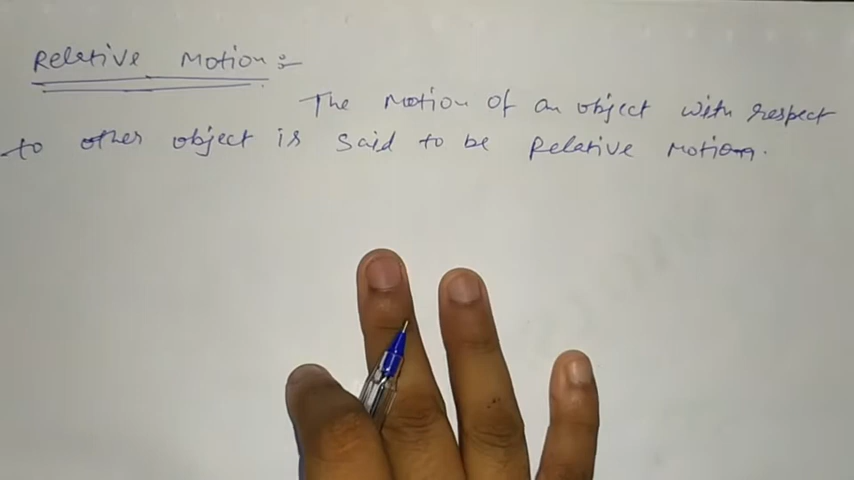 Relative Motion :-
The Motion of an object with respect
to other object is said to be Relative Motion.